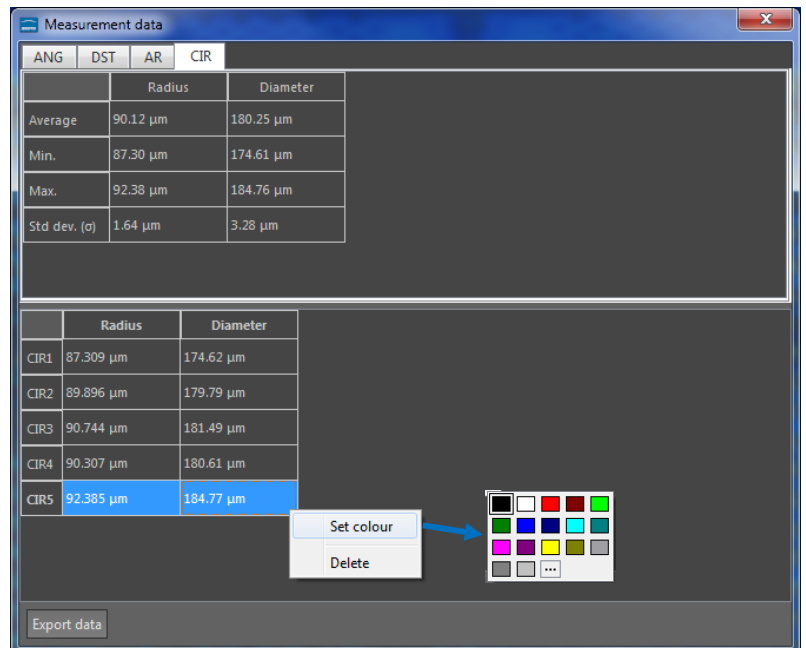 Measurement data
ANG DST AR CIR
Radius Diameter
Average 90.12 µm 180.25 µm
Min. 87.30 µm 174.61 µm
Max. 92.38 µm 184.76 µm
Std dev. (σ) 1.64 µm 3.28 µm
Radius Diameter
CIR1 87.309 µm 174.62 µm
CIR2 89.896 µm 179.79 µm
CIR3 90.744 µm 181.49 µm
CIR4 90.307 µm 180.61 µm
CIR5 92.385 µm 184.77 µm
Set colour
...
Delete
Export data